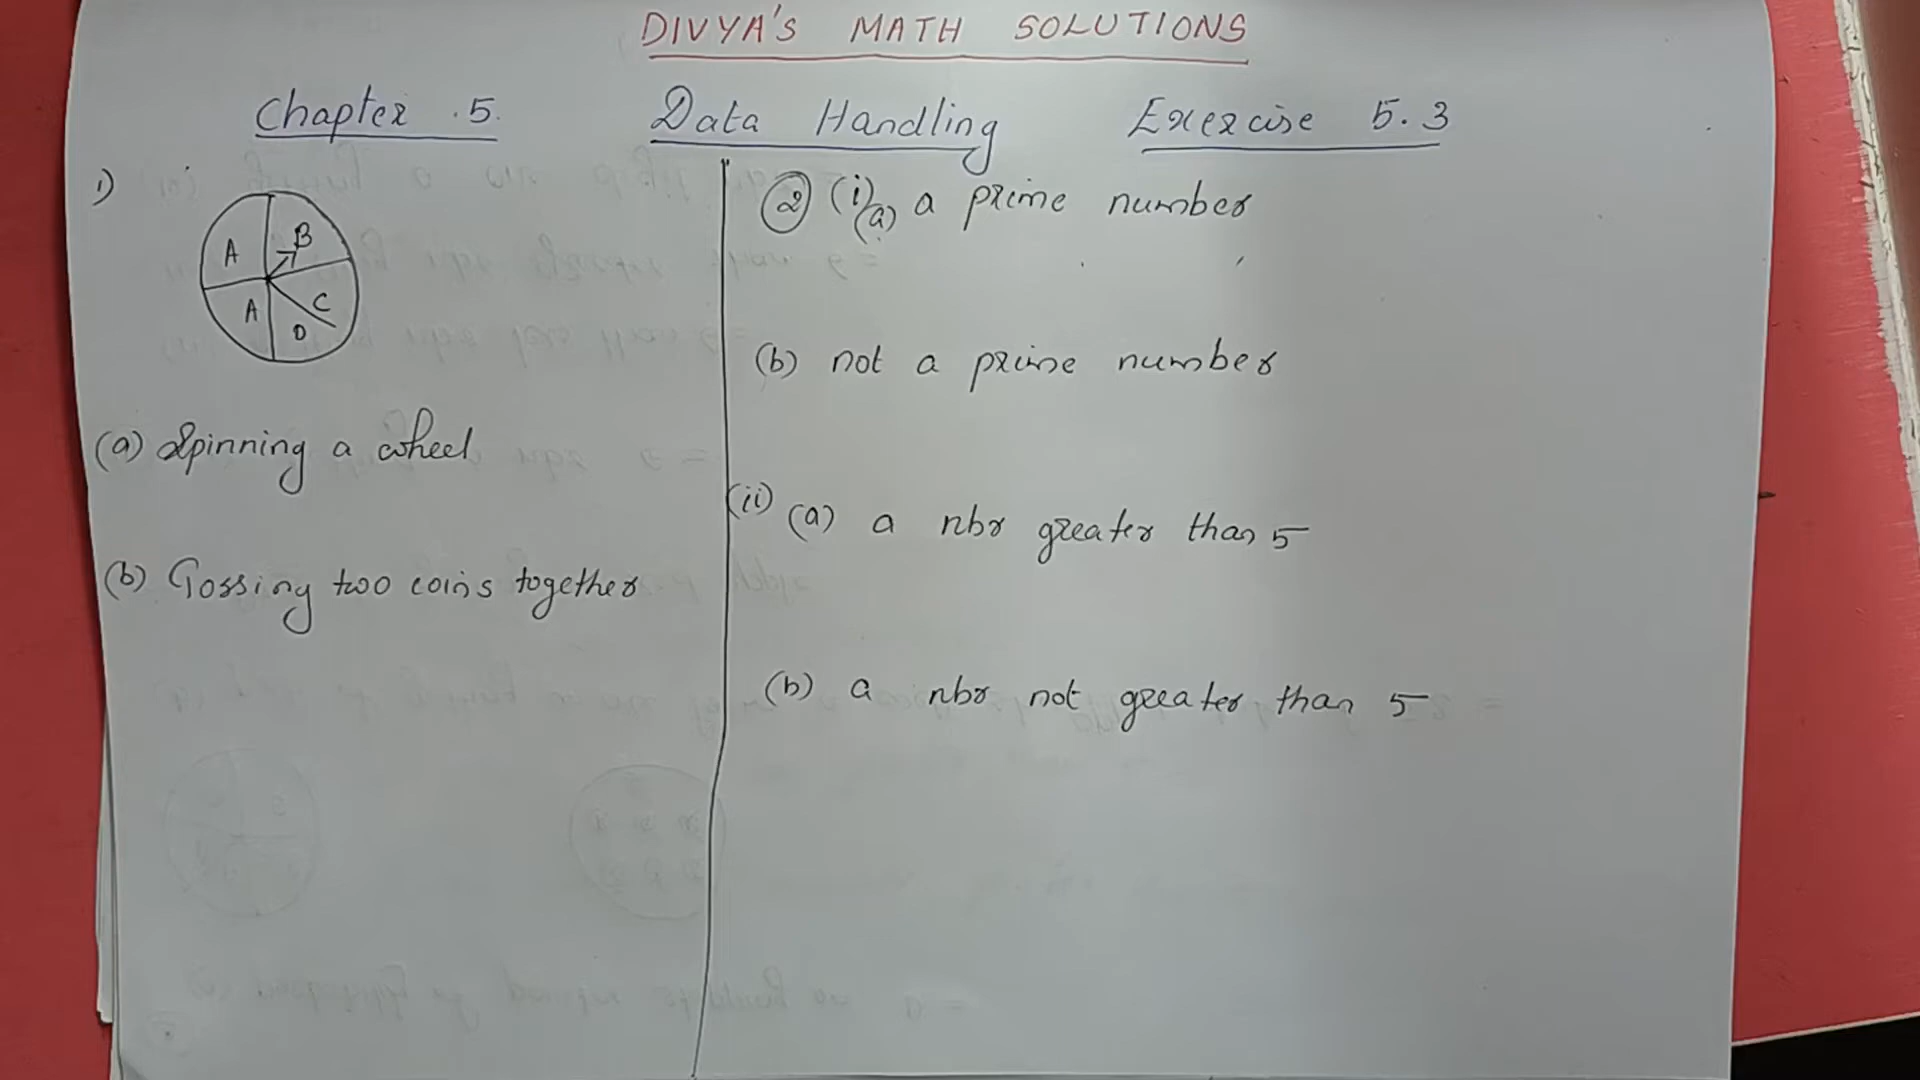 DIVYA'S MATH SOLUTIONS
Chapter .5. Data Handling Exercise 5.3
1)
A B
A C
D
(a) Spinning a wheel
(b) Tossing two coins together
(2) (i) (a) a prime number
(b) not a prime number
(ii) (a) a nbr greater than 5
(b) a nbr not greater than 5